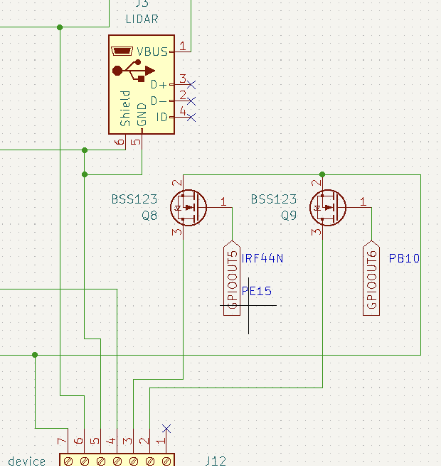 J3
LIDAR
VBUS 1
D+ 3
D- 2
ID 4
Shield
GND
6 5
2 2
BSS123 1 BSS123 1
Q8 Q9
3 3
GPIOOUT5 IRF44N GPIOOUT6 PB10
PE15
7 6 5 4 3 2 1
device J12